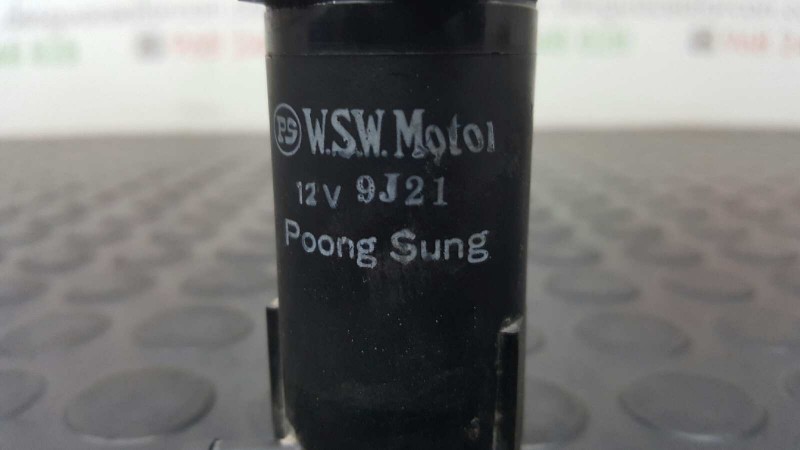 PS W.S.W. Motor
12V 9J21
Poong Sung